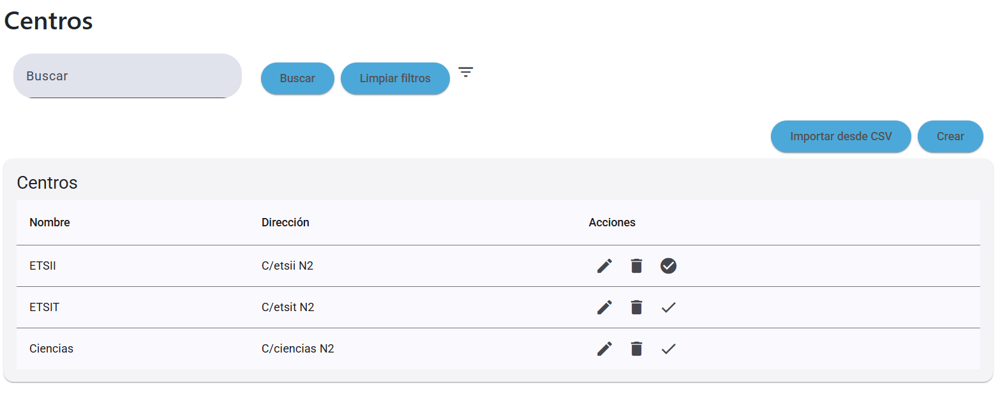 Centros
Buscar
Buscar
Limpiar filtros
Importar desde CSV
Crear
Centros
Nombre Dirección Acciones
ETSII C/etsii N2
ETSIT C/etsit N2
Ciencias C/ciencias N2